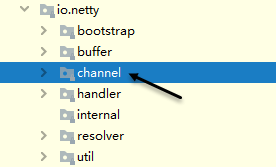 io.netty
bootstrap
buffer
channel
handler
internal
resolver
util